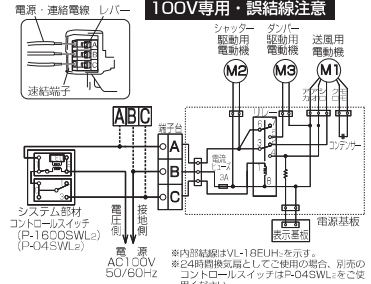 電源・連絡電線 レバー
100V専用・誤結線注意
速結端子
シャッター
駆動用
電動機
ダンパー
駆動用
電動機
送風用
電動機
M2
M3
M1
リレー
コンデンサー
A B C
端子台
A
B
C
電流
ヒューズ
3A
システム部材
コントロールスイッチ
(P-1600SWL2)
(P-04SWL2)
電圧側
接地側
電源
AC100V
50/60Hz
表示基板
電源基板
※内部結線はVL-18EUH2を示す。
※24時間換気扇としてご使用の場合、別売の
コントロールスイッチはP-04SWL2をご使
用ください